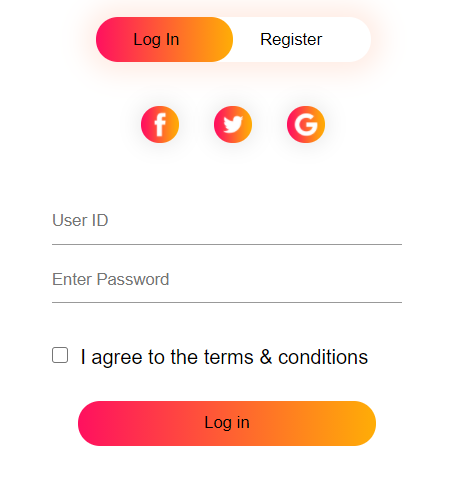 Log In Register
User ID
Enter Password
I agree to the terms & conditions
Log in